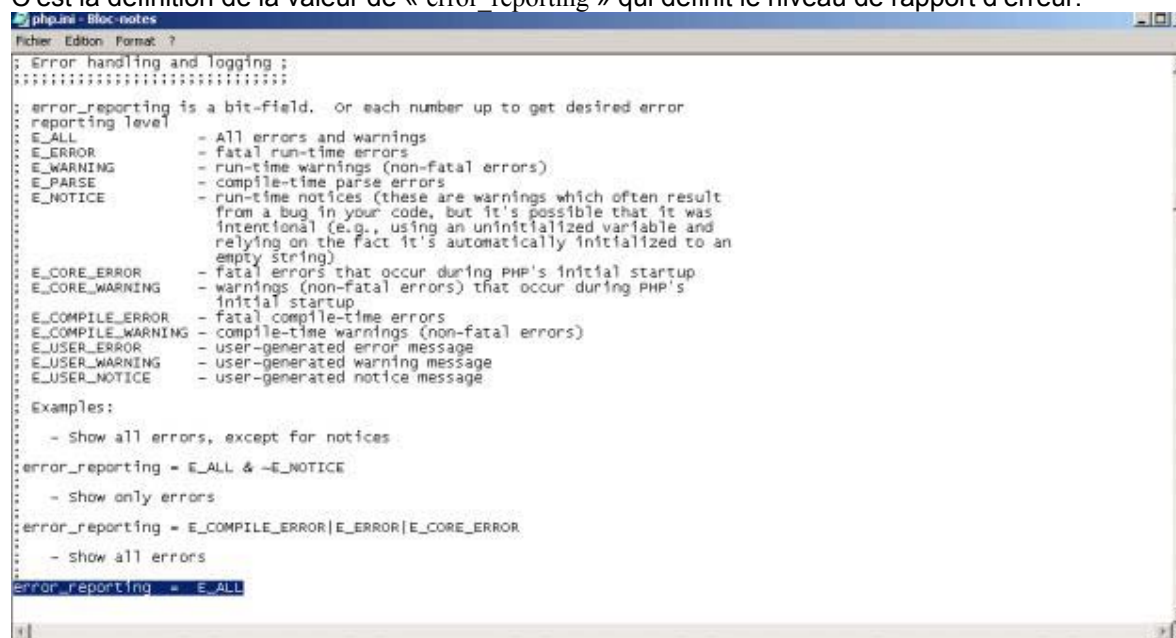 C'est la définition de la valeur de « error_reporting » qui définit le niveau de rapport d'erreur.
php.ini - Bloc-notes
Fichier Edition Format ?
; Error handling and logging ;
;;;;;;;;;;;;;;;;;;;;;;;;;;;;;;;
; error_reporting is a bit-field. Or each number up to get desired error
; reporting level
; E_ALL - All errors and warnings
; E_ERROR - fatal run-time errors
; E_WARNING - run-time warnings (non-fatal errors)
; E_PARSE - compile-time parse errors
; E_NOTICE - run-time notices (these are warnings which often result
; from a bug in your code, but it's possible that it was
; intentional (e.g., using an uninitialized variable and
; relying on the fact it's automatically initialized to an
; empty string)
; E_CORE_ERROR - fatal errors that occur during PHP's initial startup
; E_CORE_WARNING - warnings (non-fatal errors) that occur during PHP's
; initial startup
; E_COMPILE_ERROR - fatal compile-time errors
; E_COMPILE_WARNING - compile-time warnings (non-fatal errors)
; E_USER_ERROR - user-generated error message
; E_USER_WARNING - user-generated warning message
; E_USER_NOTICE - user-generated notice message
;
; Examples:
;
; - Show all errors, except for notices
;
;error_reporting = E_ALL & ~E_NOTICE
;
; - Show only errors
;
;error_reporting = E_COMPILE_ERROR|E_ERROR|E_CORE_ERROR
;
; - Show all errors
;
error_reporting = E_ALL